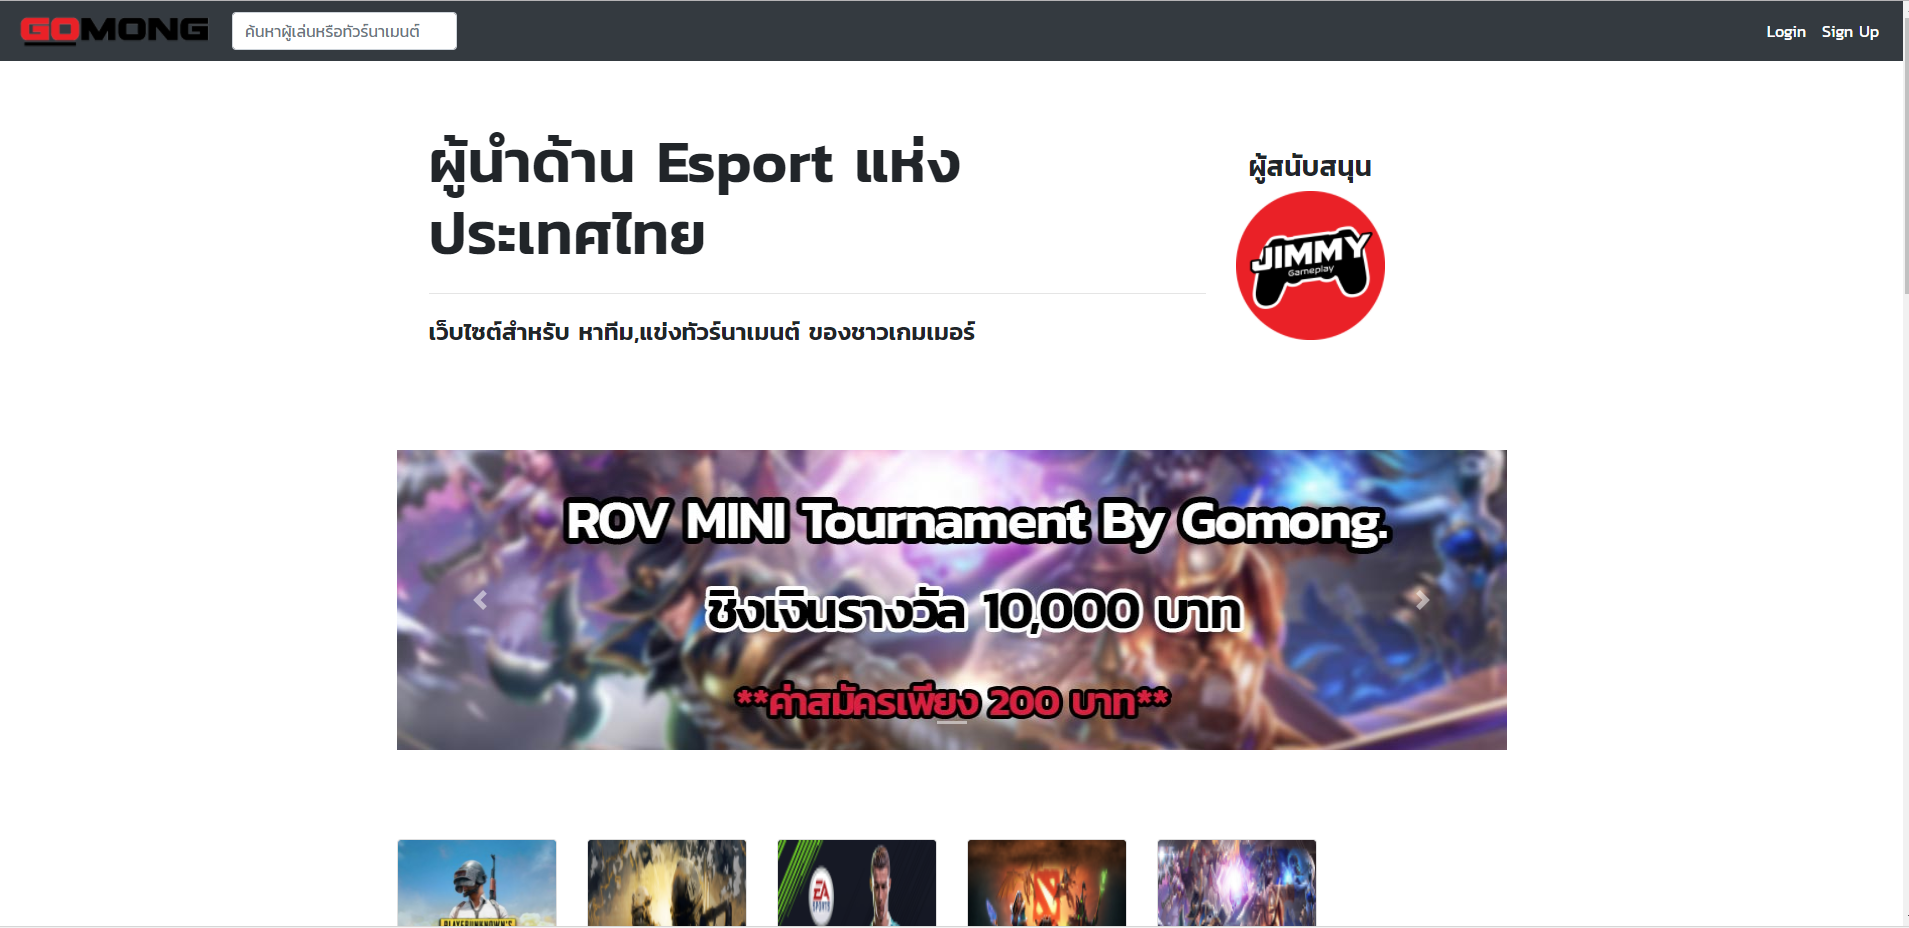 GOMONG
ค้นหาผู้เล่นหรือทัวร์นาเมนต์
Login
Sign Up
ผู้นำด้าน Esport แห่ง
ประเทศไทย
ผู้สนับสนุน
JIMMY
Gameplay
เว็บไซต์สำหรับ หาทีม,แข่งทัวร์นาเมนต์ ของชาวเกมเมอร์
ROV MINI Tournament By Gomong.
ชิงเงินรางวัล 10,000 บาท
**ค่าสมัครเพียง 200 บาท**
PLAYERUNKNOWN'S
EA
SPORTS